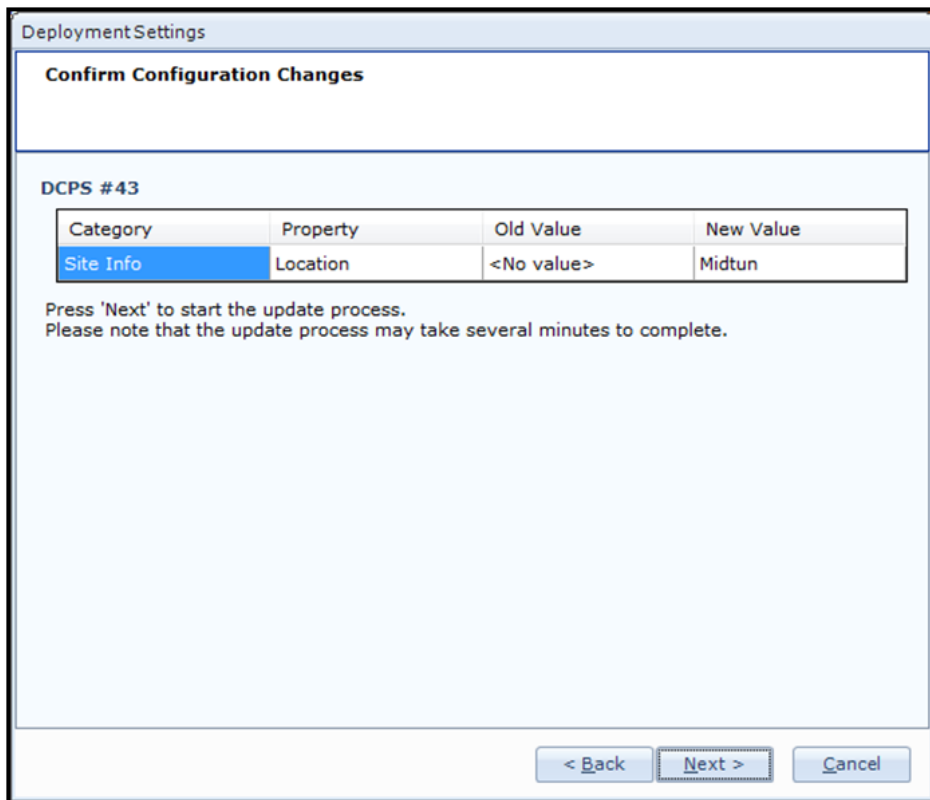 Deployment Settings
Confirm Configuration Changes
DCPS #43
Category Property Old Value New Value
Site Info Location <No value> Midtun
Press 'Next' to start the update process.
Please note that the update process may take several minutes to complete.
< Back Next > Cancel